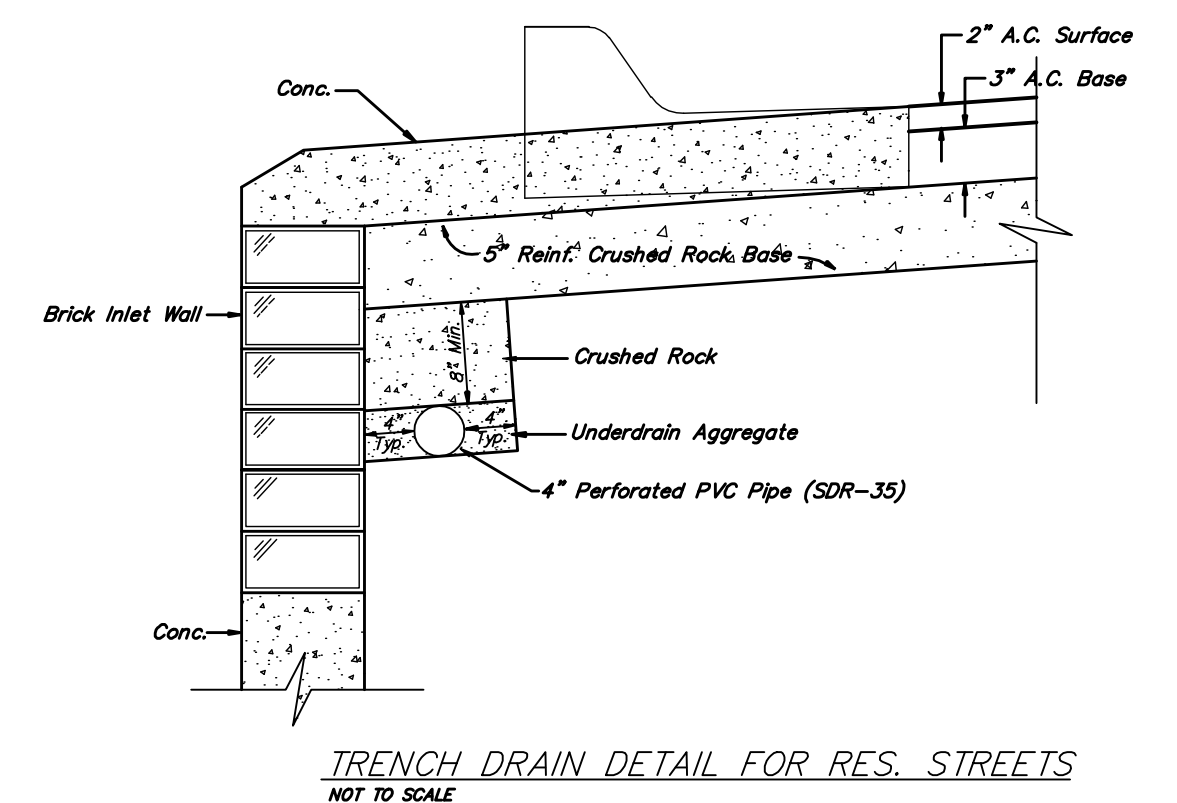 2" A.C. Surface
3" A.C. Base
Conc.
5" Reinf. Crushed Rock Base
Brick Inlet Wall
8" Min.
Crushed Rock
4"
Typ.
4"
Typ.
Underdrain Aggregate
4" Perforated PVC Pipe (SDR-35)
Conc.
TRENCH DRAIN DETAIL FOR RES. STREETS
NOT TO SCALE